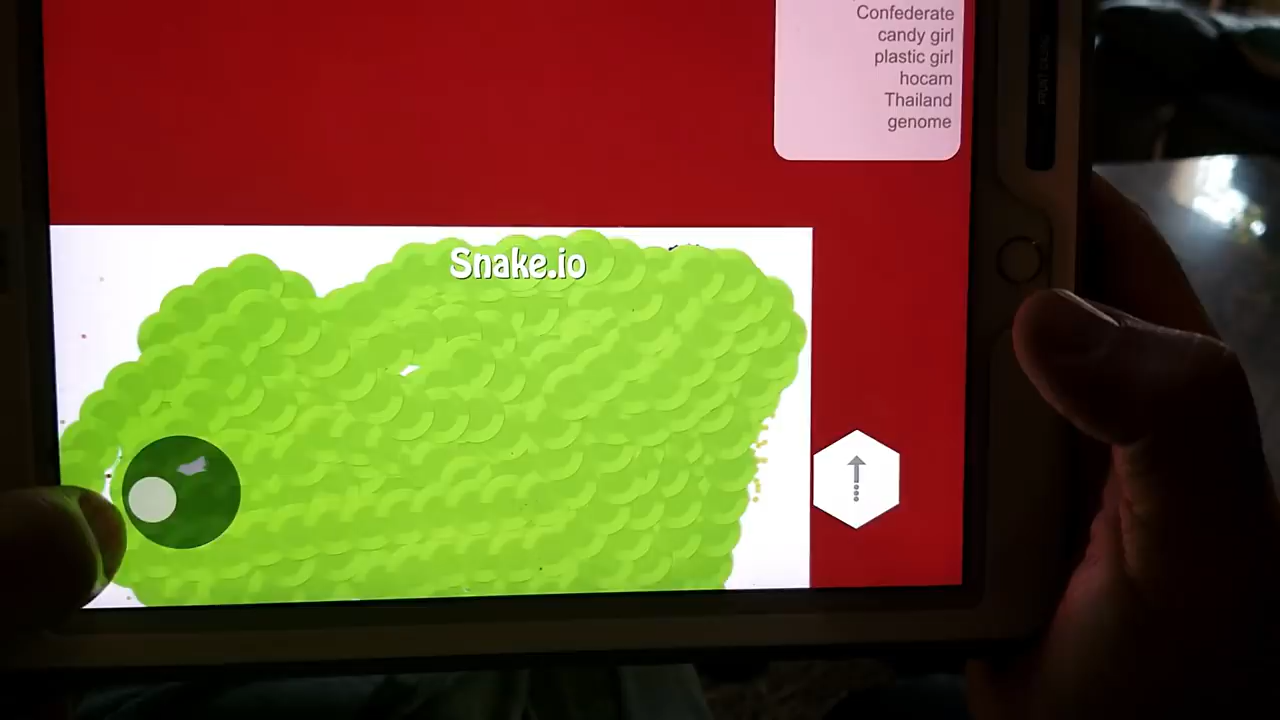 Confederate
candy girl
plastic girl
hocam
Thailand
genome
Snake.io